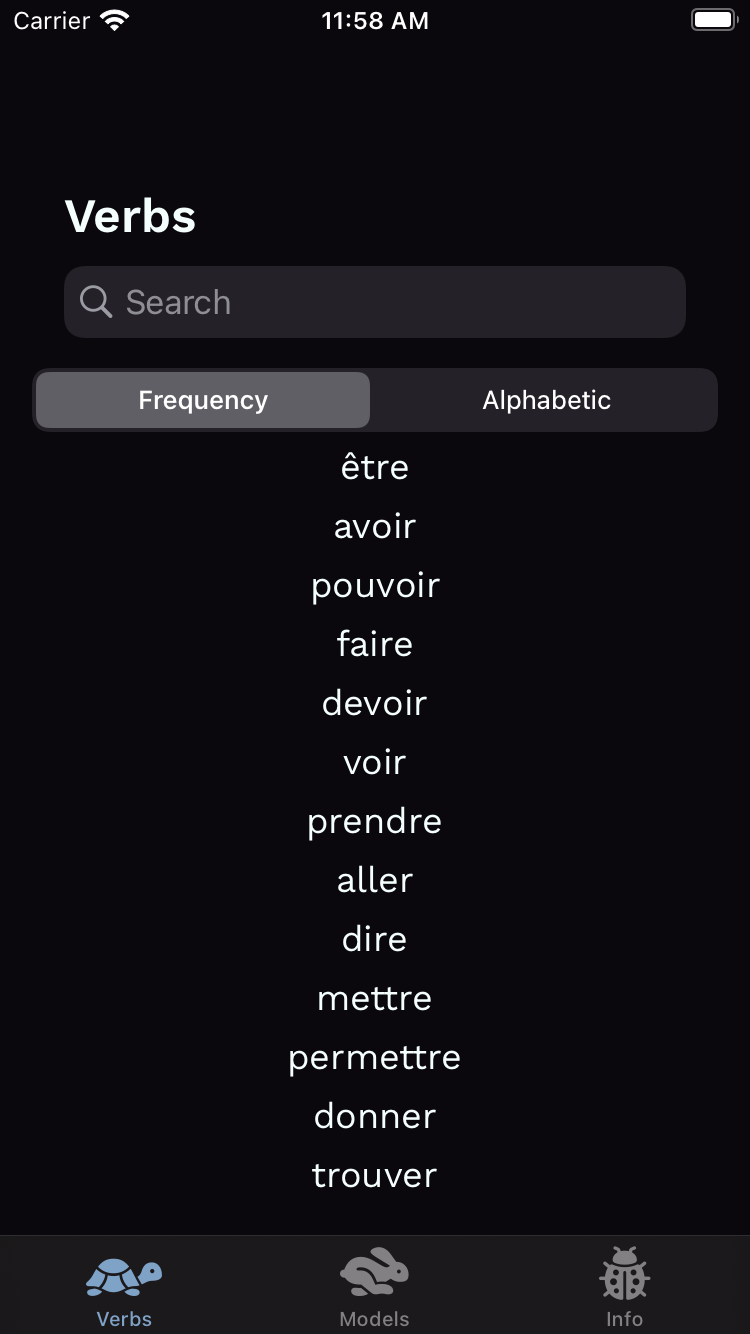 Carrier 11:58 AM
Verbs
Search
Frequency Alphabetic
être
avoir
pouvoir
faire
devoir
voir
prendre
aller
dire
mettre
permettre
donner
trouver
Verbs Models Info